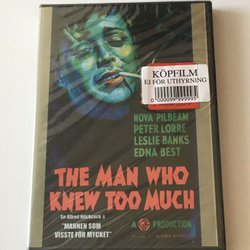 KÖPFILM
EJ FÖR UTHYRNING
NOVA PILBEAM
PETER LORRE
LESLIE BANKS
EDNA BEST
THE MAN WHO
KNEW TOO MUCH
Sir Alfred Hitchcock's
"MANNEN SOM
VISSTE FÖR MYCKET"
PRODUCTION